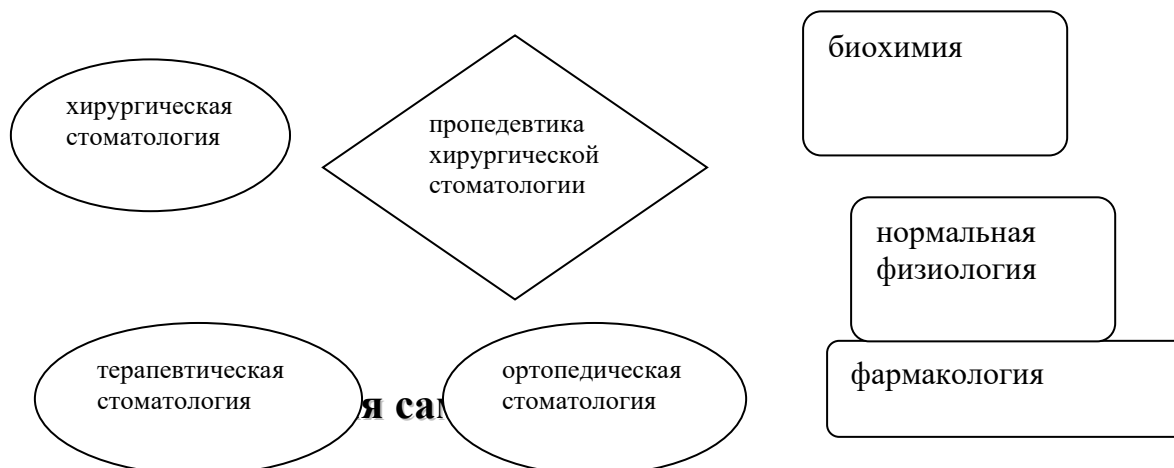 биохимия
хирургическая
стоматология
пропедевтика
хирургической
стоматологии
нормальная
физиология
терапевтическая
стоматология
ортопедическая
стоматология
фармакология
я